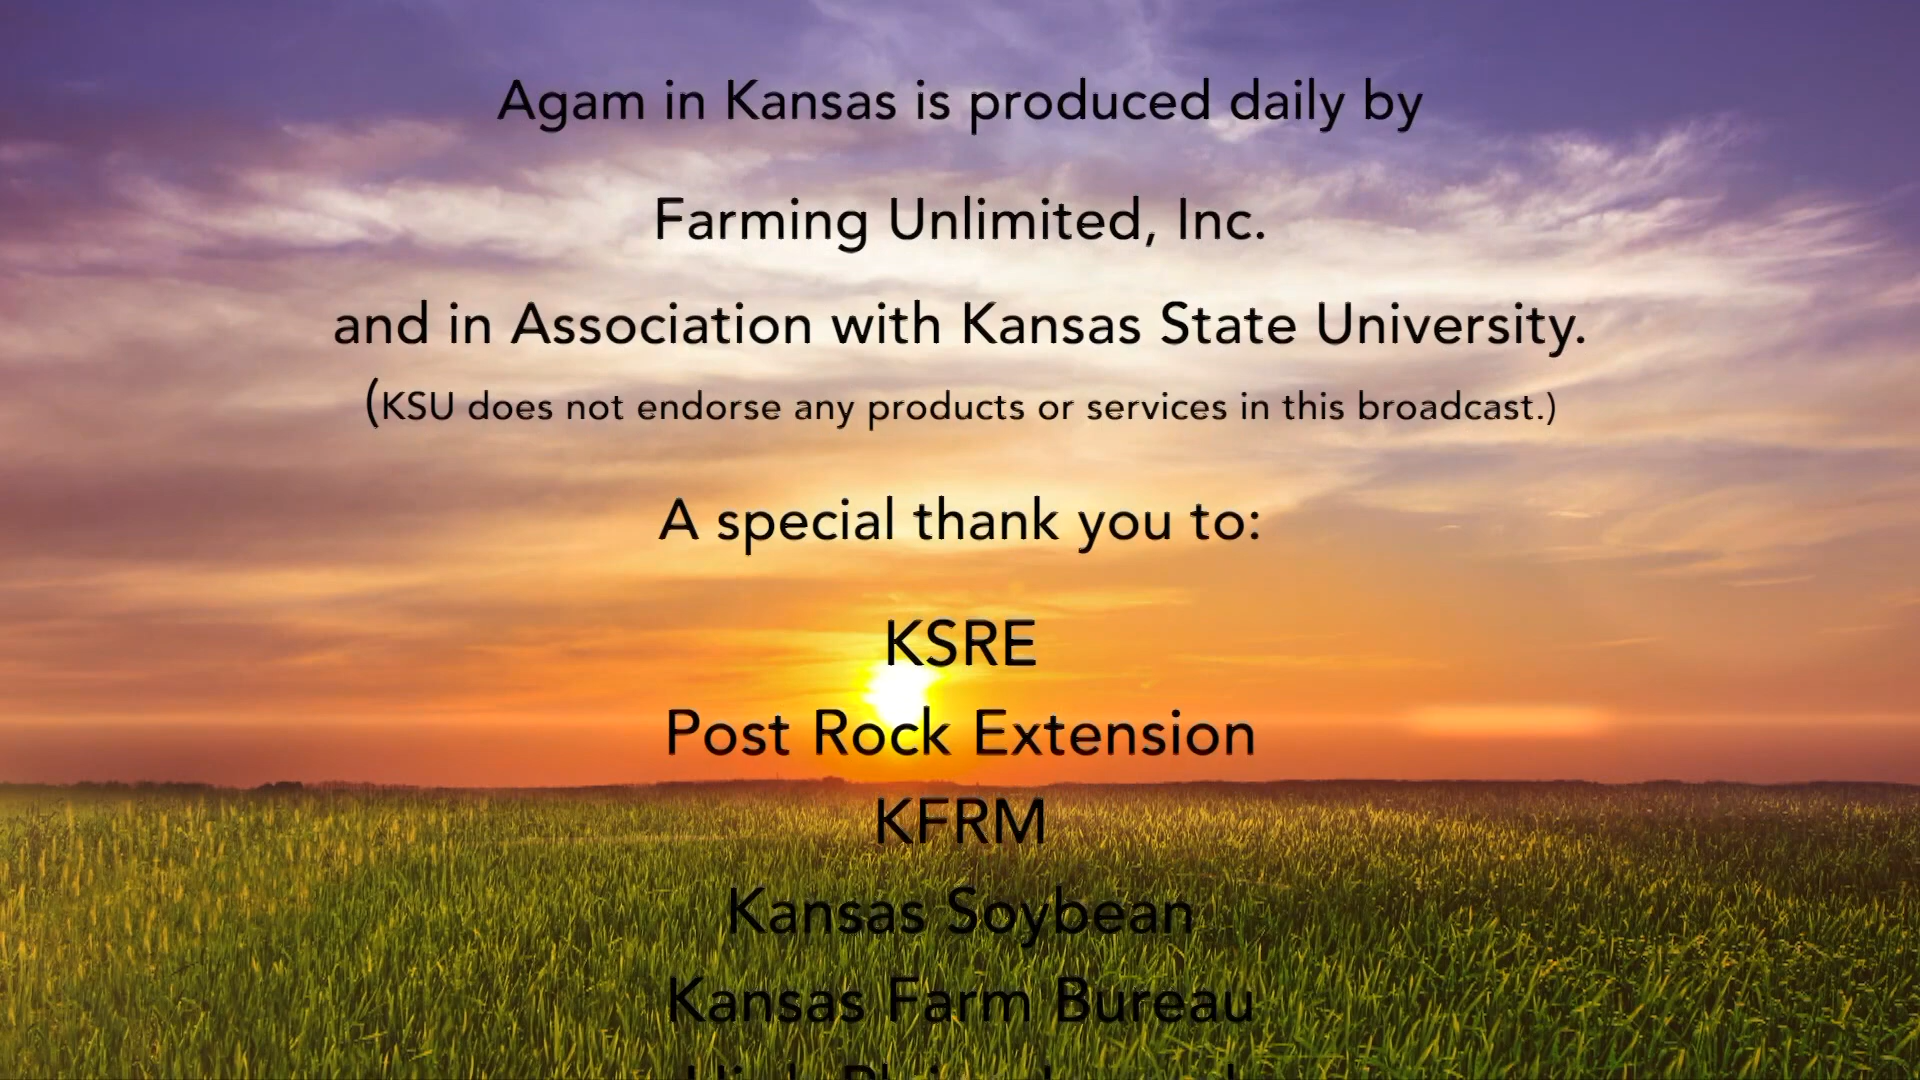 Agam in Kansas is produced daily by
Farming Unlimited, Inc.
and in Association with Kansas State University.
(KSU does not endorse any products or services in this broadcast.)
A special thank you to:
KSRE
Post Rock Extension
KFRM
Kansas Soybean
Kansas Farm Bureau